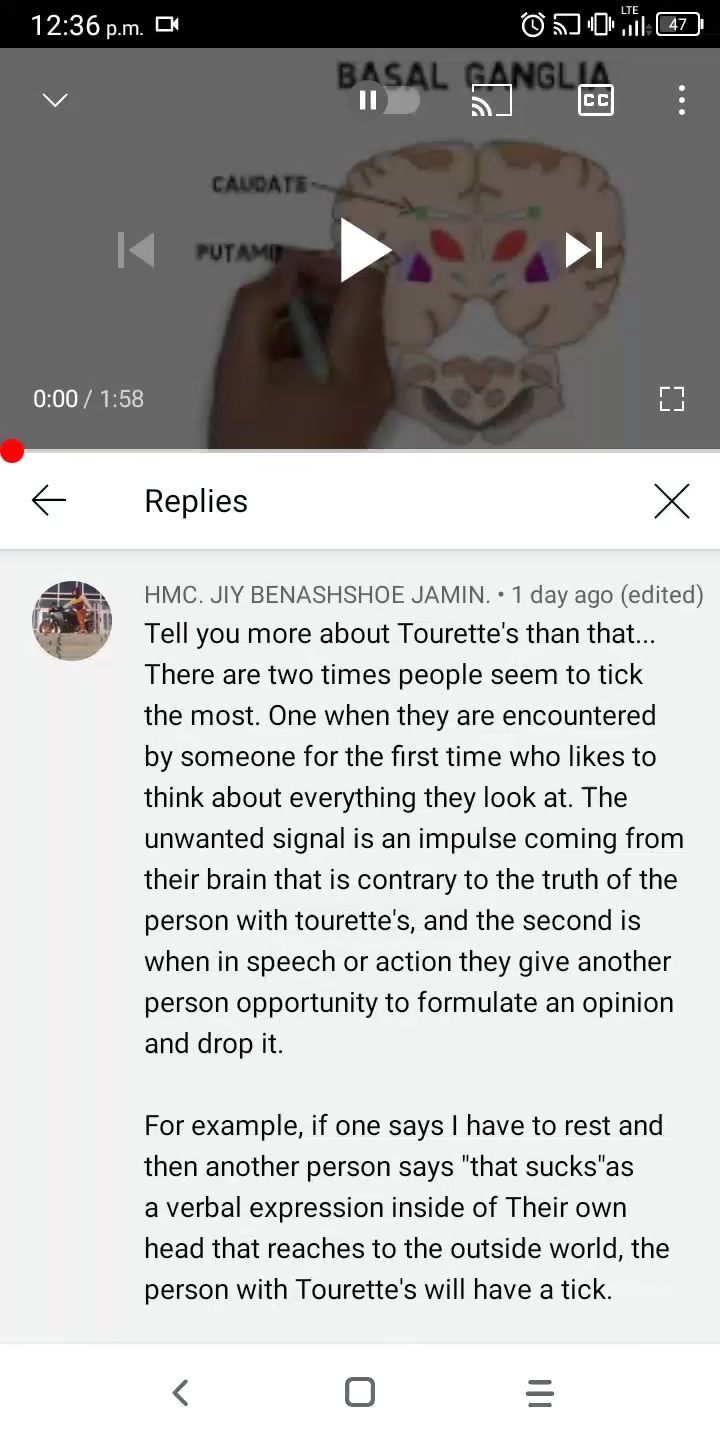 12:36 p.m.
LTE
47
BASAL GANGLIA
CC
CAUDATE
PUTAMEN
0:00 / 1:58
Replies
HMC. JIY BENASHSHOE JAMIN. • 1 day ago (edited)
Tell you more about Tourette's than that...
There are two times people seem to tick
the most. One when they are encountered
by someone for the first time who likes to
think about everything they look at. The
unwanted signal is an impulse coming from
their brain that is contrary to the truth of the
person with tourette's, and the second is
when in speech or action they give another
person opportunity to formulate an opinion
and drop it.
For example, if one says I have to rest and
then another person says "that sucks"as
a verbal expression inside of Their own
head that reaches to the outside world, the
person with Tourette's will have a tick.